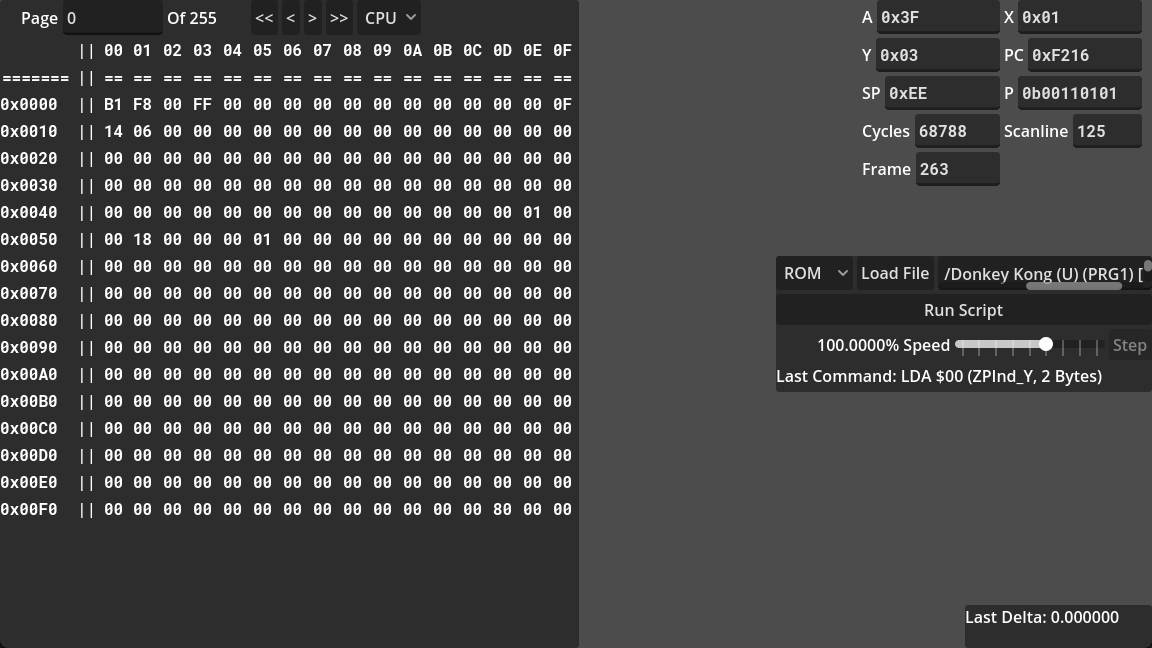 Page 0 Of 255 << < > >> CPU
|| 00 01 02 03 04 05 06 07 08 09 0A 0B 0C 0D 0E 0F
======= || == == == == == == == == == == == == == == == ==
0x0000 || B1 F8 00 FF 00 00 00 00 00 00 00 00 00 00 00 0F
0x0010 || 14 06 00 00 00 00 00 00 00 00 00 00 00 00 00 00
0x0020 || 00 00 00 00 00 00 00 00 00 00 00 00 00 00 00 00
0x0030 || 00 00 00 00 00 00 00 00 00 00 00 00 00 00 00 00
0x0040 || 00 00 00 00 00 00 00 00 00 00 00 00 00 00 01 00
0x0050 || 00 18 00 00 00 01 00 00 00 00 00 00 00 00 00 00
0x0060 || 00 00 00 00 00 00 00 00 00 00 00 00 00 00 00 00
0x0070 || 00 00 00 00 00 00 00 00 00 00 00 00 00 00 00 00
0x0080 || 00 00 00 00 00 00 00 00 00 00 00 00 00 00 00 00
0x0090 || 00 00 00 00 00 00 00 00 00 00 00 00 00 00 00 00
0x00A0 || 00 00 00 00 00 00 00 00 00 00 00 00 00 00 00 00
0x00B0 || 00 00 00 00 00 00 00 00 00 00 00 00 00 00 00 00
0x00C0 || 00 00 00 00 00 00 00 00 00 00 00 00 00 00 00 00
0x00D0 || 00 00 00 00 00 00 00 00 00 00 00 00 00 00 00 00
0x00E0 || 00 00 00 00 00 00 00 00 00 00 00 00 00 00 00 00
0x00F0 || 00 00 00 00 00 00 00 00 00 00 00 00 00 80 00 00
A 0x3F X 0x01
Y 0x03 PC 0xF216
SP 0xEE P 0b00110101
Cycles 68788 Scanline 125
Frame 263
ROM Load File /Donkey Kong (U) (PRG1) [
Run Script
100.0000% Speed Step
Last Command: LDA $00 (ZPInd_Y, 2 Bytes)
Last Delta: 0.000000